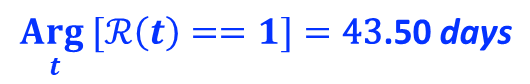 Arg [ℛ(t) == 1] = 43.50 days
t